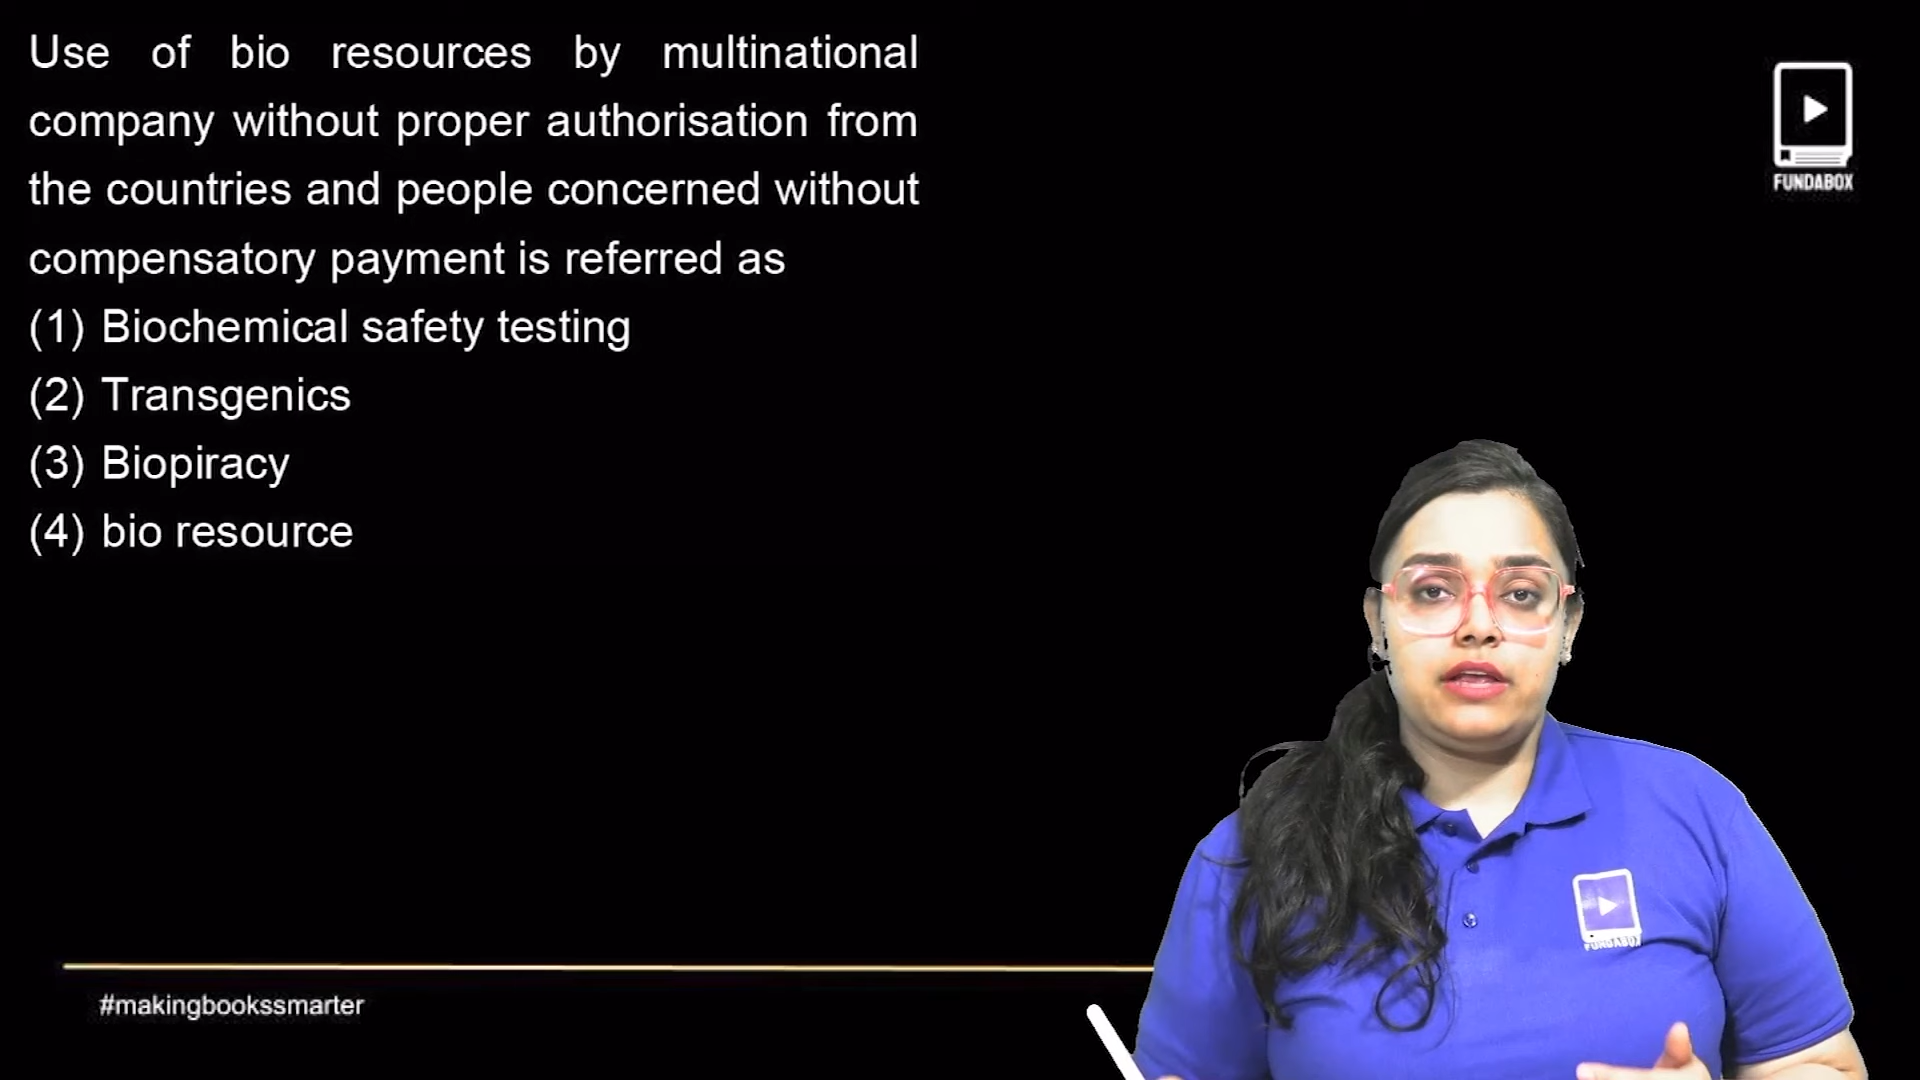 Use of bio resources by multinational
company without proper authorisation from
the countries and people concerned without
compensatory payment is referred as
(1) Biochemical safety testing
(2) Transgenics
(3) Biopiracy
(4) bio resource
FUNDABOX
FUNDABOX
#makingbookssmarter